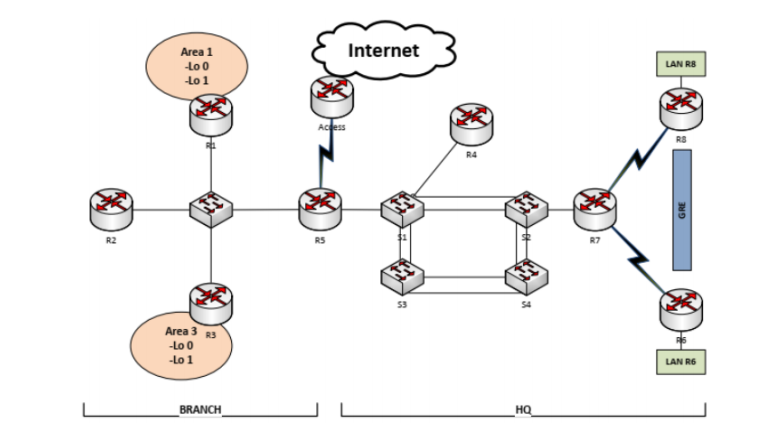 Area 1
-Lo 0
-Lo 1
Internet
LAN R8
Access
R1
R4
R8
GRE
R2
R5
S1
S2
R7
S3
S4
R3
R6
Area 3
-Lo 0
-Lo 1
LAN R6
BRANCH
HQ